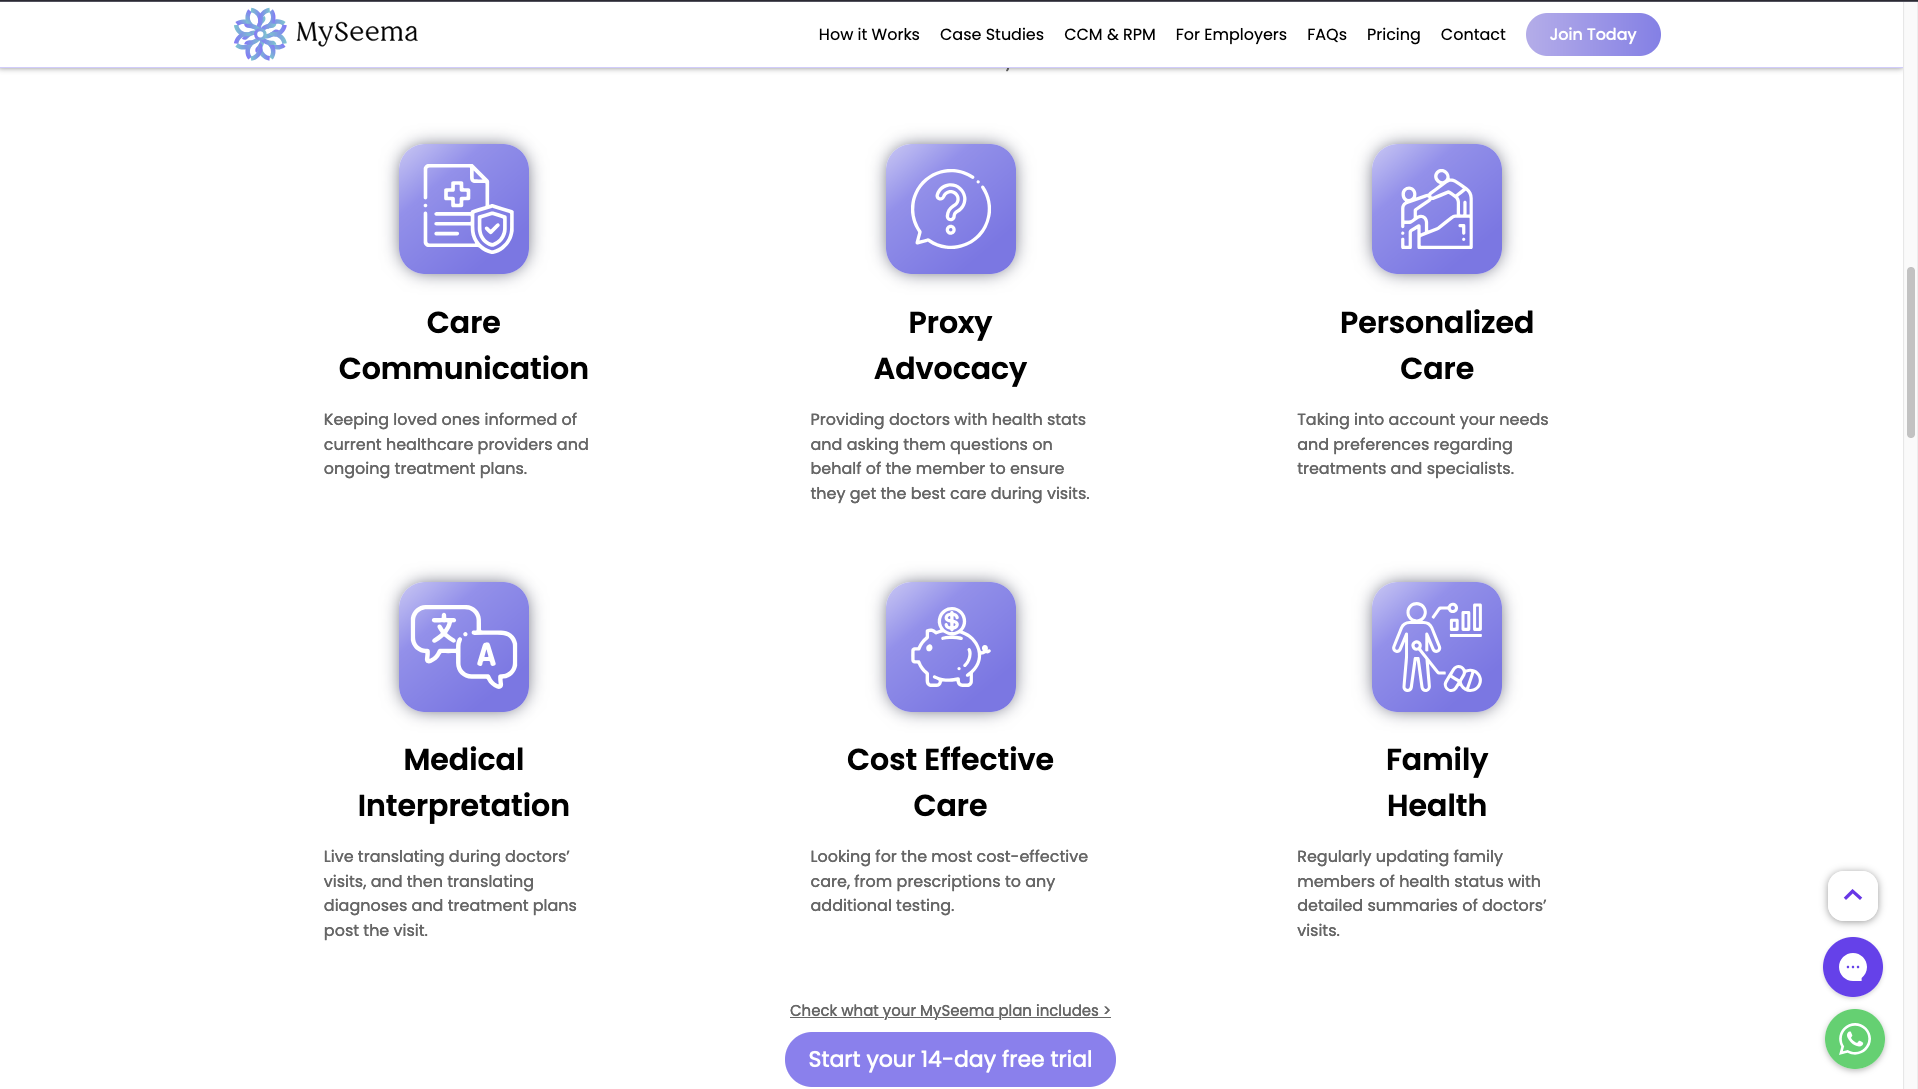 MySeema
How it Works
Case Studies
CCM & RPM
For Employers
FAQs
Pricing
Contact
Join Today
Care
Communication
Keeping loved ones informed of
current healthcare providers and
ongoing treatment plans.
Proxy
Advocacy
Providing doctors with health stats
and asking them questions on
behalf of the member to ensure
they get the best care during visits.
Personalized
Care
Taking into account your needs
and preferences regarding
treatments and specialists.
文
A
Medical
Interpretation
Live translating during doctors’
visits, and then translating
diagnoses and treatment plans
post the visit.
$
Cost Effective
Care
Looking for the most cost-effective
care, from prescriptions to any
additional testing.
Family
Health
Regularly updating family
members of health status with
detailed summaries of doctors’
visits.
Check what your MySeema plan includes >
Start your 14-day free trial